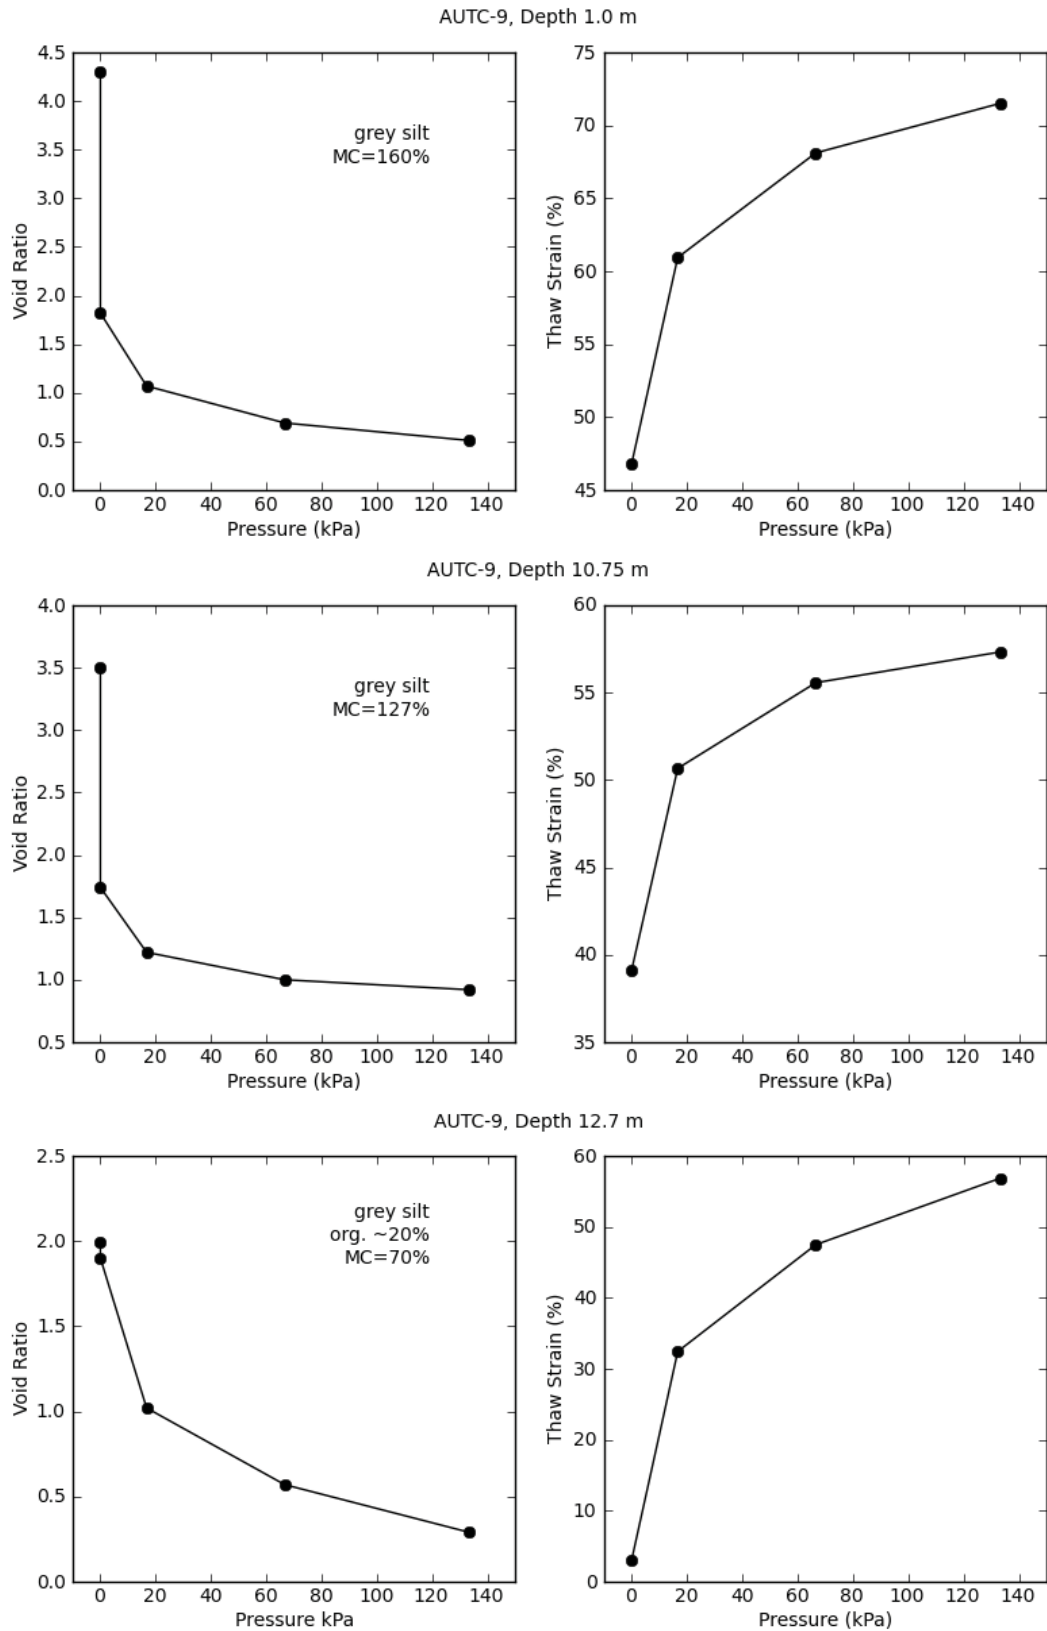 AUTC-9, Depth 1.0 m
4.5
4.0
3.5
3.0
2.5
2.0
1.5
1.0
0.5
0.0
Void Ratio
grey silt
MC=160%
0 20 40 60 80 100 120 140
Pressure (kPa)
75
70
65
60
55
50
45
Thaw Strain (%)
0 20 40 60 80 100 120 140
Pressure (kPa)
AUTC-9, Depth 10.75 m
4.0
3.5
3.0
2.5
2.0
1.5
1.0
0.5
Void Ratio
grey silt
MC=127%
0 20 40 60 80 100 120 140
Pressure (kPa)
60
55
50
45
40
35
Thaw Strain (%)
0 20 40 60 80 100 120 140
Pressure (kPa)
AUTC-9, Depth 12.7 m
2.5
2.0
1.5
1.0
0.5
0.0
Void Ratio
grey silt
org. ~20%
MC=70%
0 20 40 60 80 100 120 140
Pressure kPa
60
50
40
30
20
10
0
Thaw Strain (%)
0 20 40 60 80 100 120 140
Pressure (kPa)